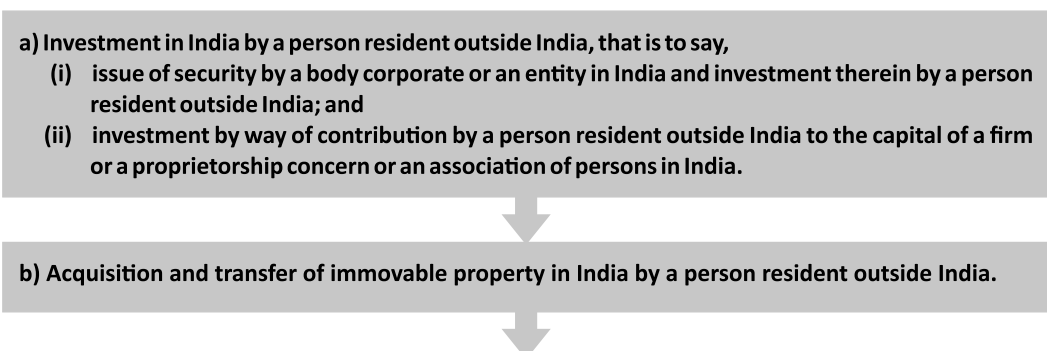 a) Investment in India by a person resident outside India, that is to say,
(i) issue of security by a body corporate or an entity in India and investment therein by a person
resident outside India; and
(ii) investment by way of contribution by a person resident outside India to the capital of a firm
or a proprietorship concern or an association of persons in India.
b) Acquisition and transfer of immovable property in India by a person resident outside India.